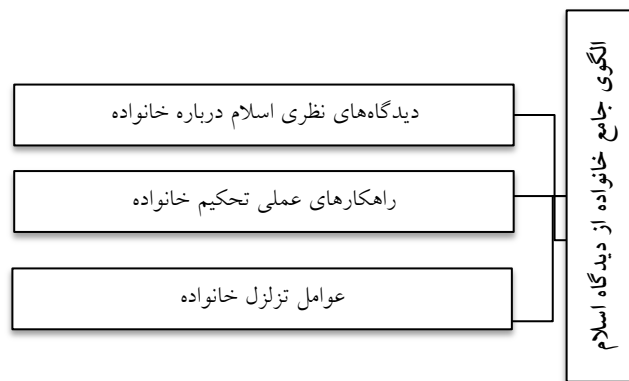 الگوی جامع خانواده از دیدگاه اسلام
دیدگاه‌های نظری اسلام درباره خانواده
راهکارهای عملی تحکیم خانواده
عوامل تزلزل خانواده